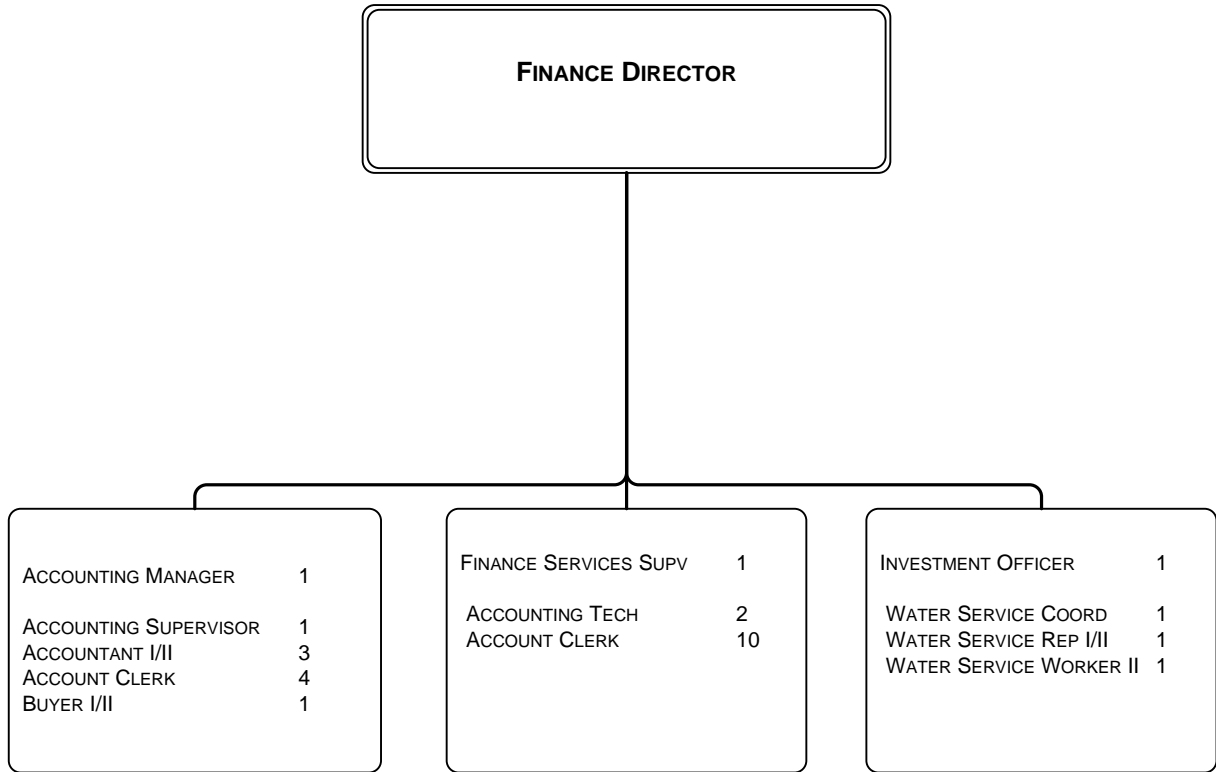 FINANCE DIRECTOR
ACCOUNTING MANAGER 1
ACCOUNTING SUPERVISOR 1
ACCOUNTANT I/II 3
ACCOUNT CLERK 4
BUYER I/II 1
FINANCE SERVICES SUPV 1
ACCOUNTING TECH 2
ACCOUNT CLERK 10
INVESTMENT OFFICER 1
WATER SERVICE COORD 1
WATER SERVICE REP I/II 1
WATER SERVICE WORKER II 1